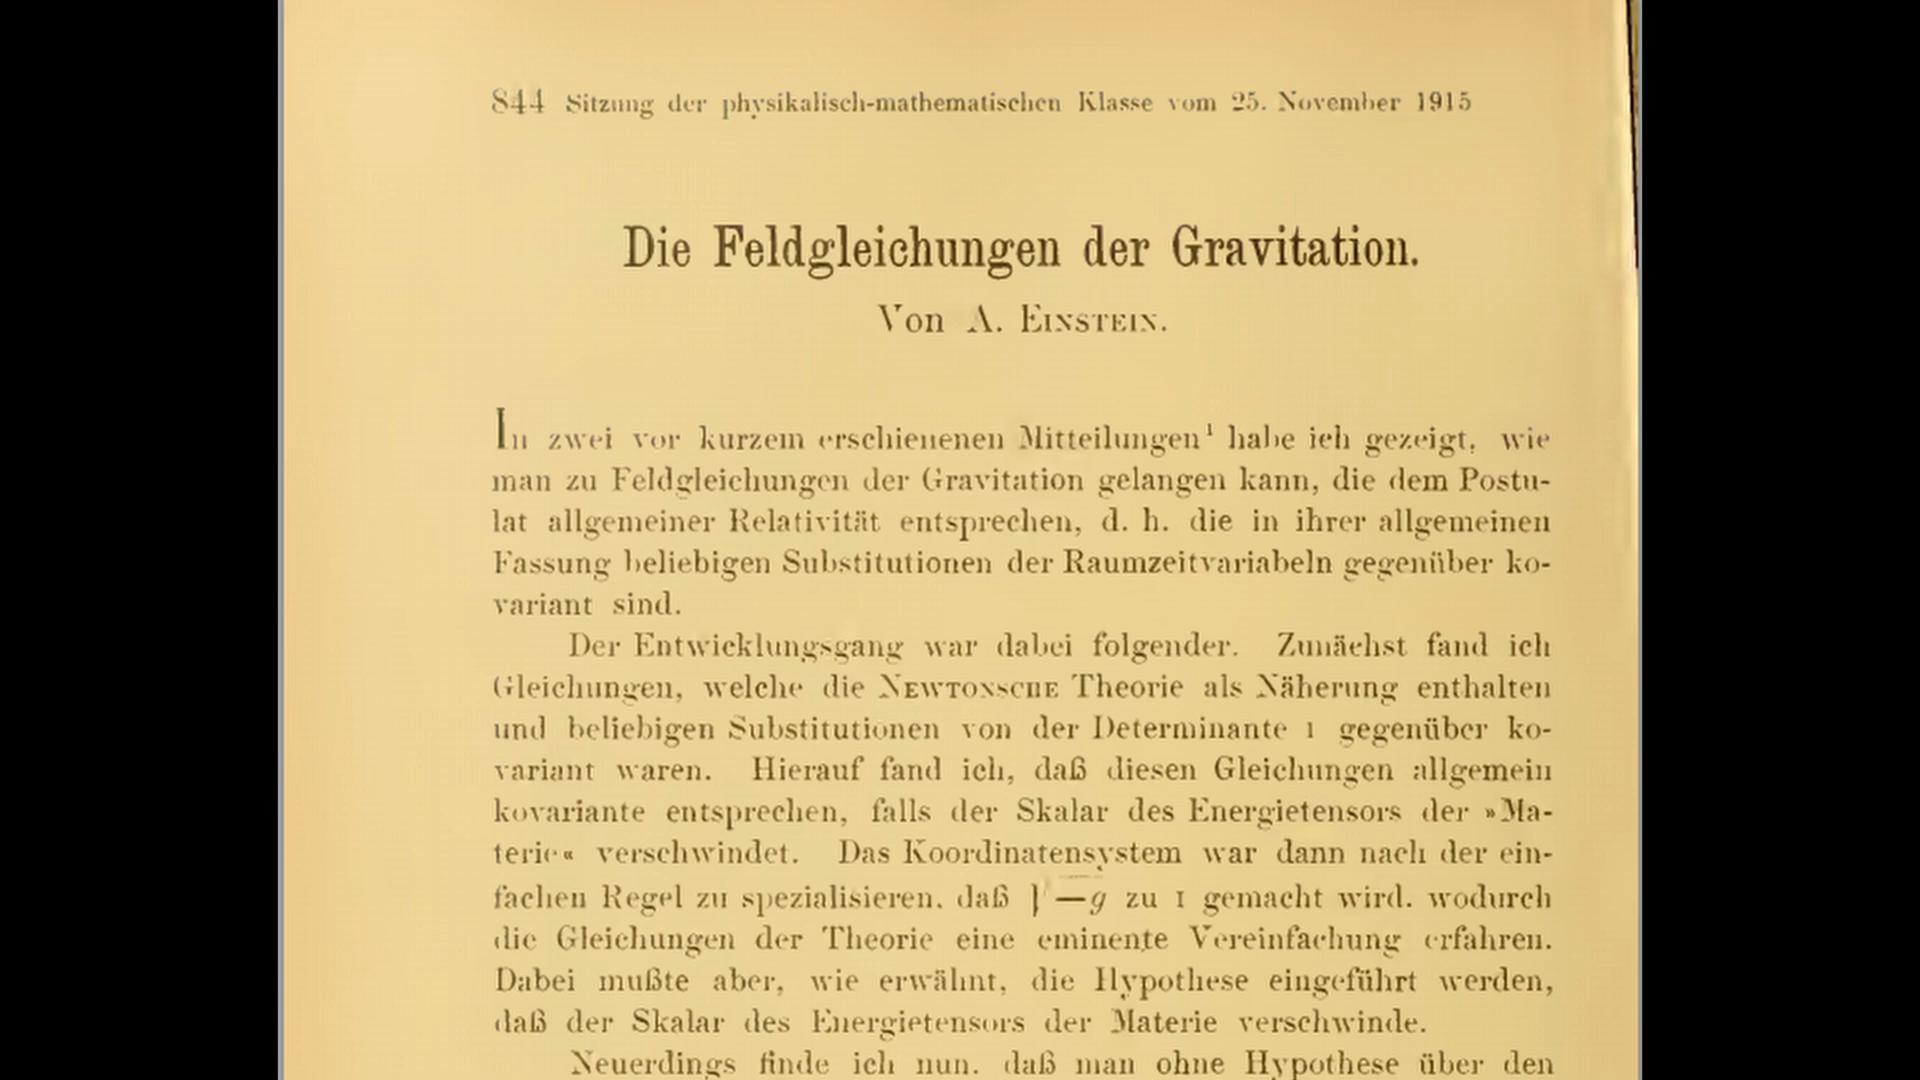 844 Sitzung der physikalisch-mathematischen Klasse vom 25. November 1915
Die Feldgleichungen der Gravitation.
Von A. Einstein.
In zwei vor kurzem erschienenen Mitteilungen¹ habe ich gezeigt, wie
man zu Feldgleichungen der Gravitation gelangen kann, die dem Postu-
lat allgemeiner Relativität entsprechen, d. h. die in ihrer allgemeinen
Fassung beliebigen Substitutionen der Raumzeitvariabeln gegenüber ko-
variant sind.
Der Entwicklungsgang war dabei folgender. Zunächst fand ich
Gleichungen, welche die Newtonsche Theorie als Näherung enthalten
und beliebigen Substitutionen von der Determinante 1 gegenüber ko-
variant waren. Hierauf fand ich, daß diesen Gleichungen allgemein
kovariante entsprechen, falls der Skalar des Energietensors der »Ma-
terie« verschwindet. Das Koordinatensystem war dann nach der ein-
fachen Regel zu spezialisieren, daß √−g zu 1 gemacht wird, wodurch
die Gleichungen der Theorie eine eminente Vereinfachung erfahren.
Dabei mußte aber, wie erwähnt, die Hypothese eingeführt werden,
daß der Skalar des Energietensors der Materie verschwinde.
Neuerdings finde ich nun, daß man ohne Hypothese über den